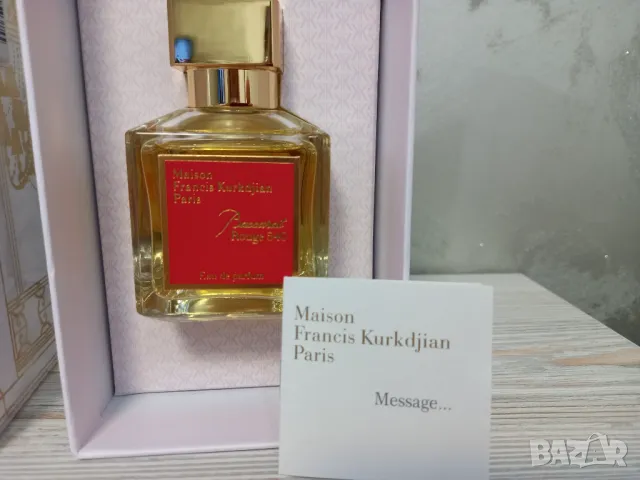 Maison
Francis Kurkdjian
Paris
Baccarat
Rouge 540
Eau de parfum
Maison
Francis Kurkdjian
Paris
Message...
BAZAR